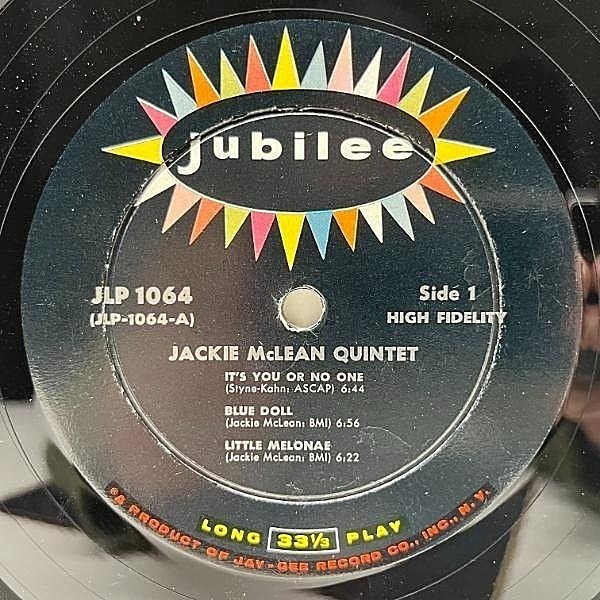 jubilee
JLP 1064
(JLP-1064-A)
Side 1
HIGH FIDELITY
JACKIE McLEAN QUINTET
IT'S YOU OR NO ONE
(Styne-Kahn: ASCAP) 6:44
BLUE DOLL
(Jackie McLean: BMI) 6:56
LITTLE MELONAE
(Jackie McLean: BMI) 6:22
LONG 33⅓ PLAY
A PRODUCT OF JAY-GEE RECORD CO., INC., N.Y.